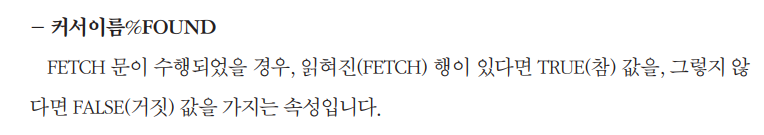 – 커서이름%FOUND
FETCH 문이 수행되었을 경우, 읽혀진(FETCH) 행이 있다면 TRUE(참) 값을, 그렇지 않
다면 FALSE(거짓) 값을 가지는 속성입니다.